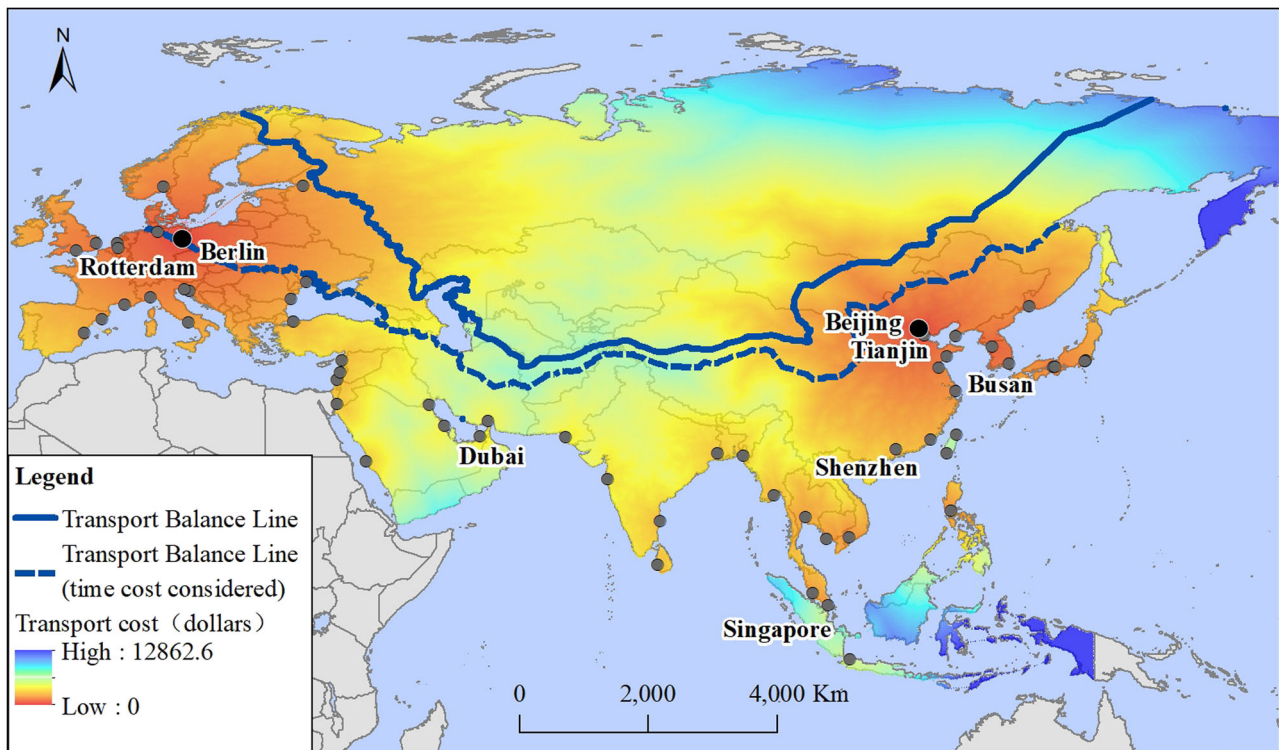 N
Berlin
Rotterdam
Beijing
Tianjin
Busan
Dubai
Shenzhen
Singapore
Legend
Transport Balance Line
Transport Balance Line
(time cost considered)
Transport cost（dollars）
High : 12862.6
Low : 0
0 2,000 4,000 Km